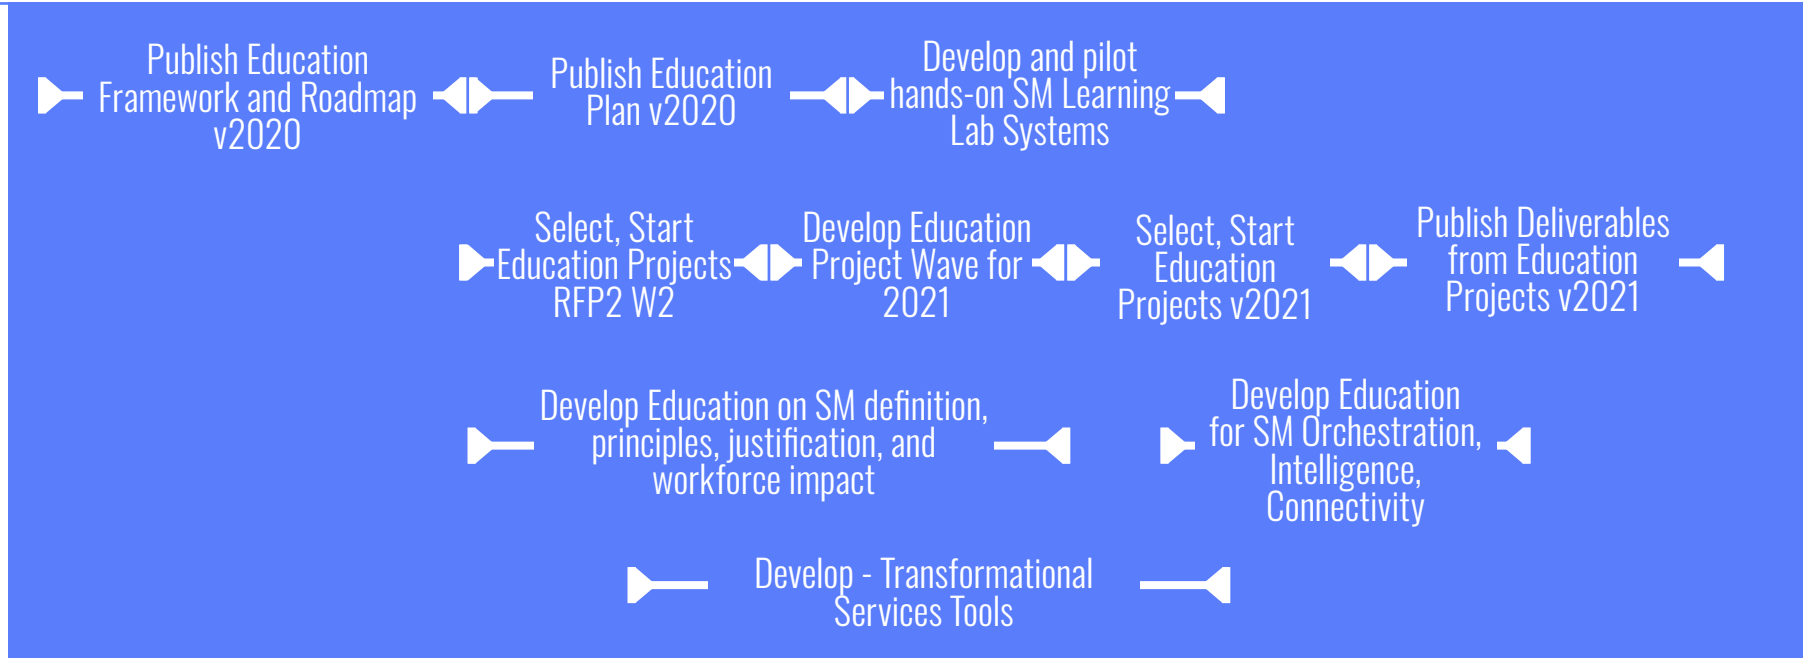 Publish Education
Framework and Roadmap
v2020
Publish Education
Plan v2020
Develop and pilot
hands-on SM Learning
Lab Systems
Select, Start
Education Projects
RFP2 W2
Develop Education
Project Wave for
2021
Select, Start
Education
Projects v2021
Publish Deliverables
from Education
Projects v2021
Develop Education on SM definition,
principles, justification, and
workforce impact
Develop Education
for SM Orchestration,
Intelligence,
Connectivity
Develop - Transformational
Services Tools